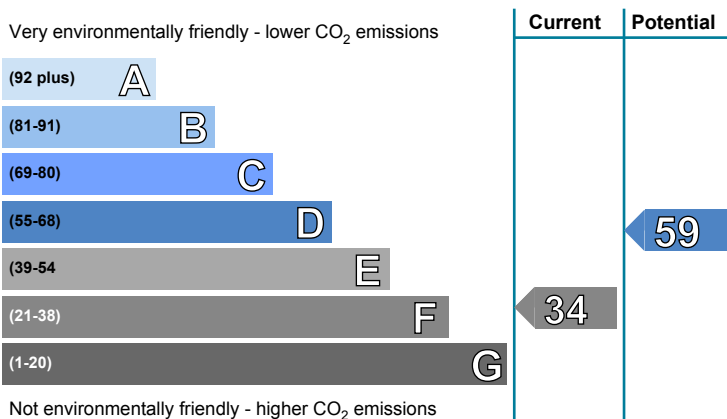 Current Potential
Very environmentally friendly - lower CO2 emissions
(92 plus) A
(81-91) B
(69-80) C
(55-68) D
59
(39-54 E
(21-38) F
34
(1-20) G
Not environmentally friendly - higher CO2 emissions